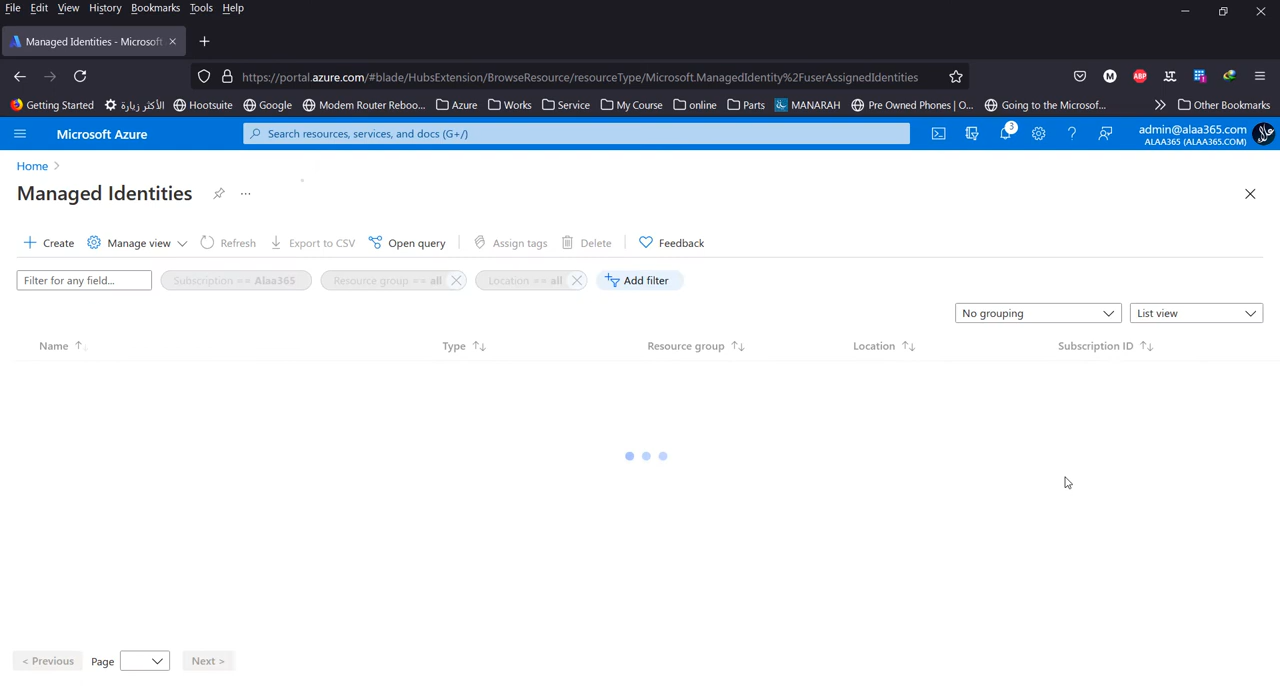 File Edit View History Bookmarks Tools Help
Managed Identities - Microsoft
https://portal.azure.com/#blade/HubsExtension/BrowseResource/resourceType/Microsoft.ManagedIdentity%2FuserAssignedIdentities
Getting Started الأكثر زيارة Hootsuite Google Modem Router Reboo... Azure Works Service My Course online Parts MANARAH Pre Owned Phones | O... Going to the Microsof... Other Bookmarks
Microsoft Azure
Search resources, services, and docs (G+/)
3
admin@alaa365.com
ALAA365 (ALAA365.COM)
Home
Managed Identities
Create Manage view Refresh Export to CSV Open query Assign tags Delete Feedback
Filter for any field... Subscription == Alaa365 Resource group == all Location == all Add filter
No grouping List view
Name Type Resource group Location Subscription ID
< Previous Page Next >